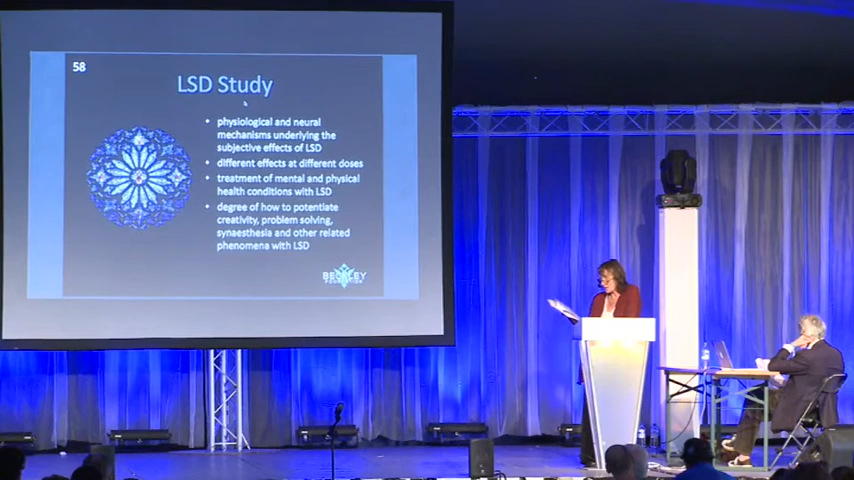 58
LSD Study
• physiological and neural
mechanisms underlying the
subjective effects of LSD
• different effects at different doses
• treatment of mental and physical
health conditions with LSD
• degree of how to potentiate
creativity, problem solving,
synaesthesia and other related
phenomena with LSD
BECKLEY
FOUNDATION